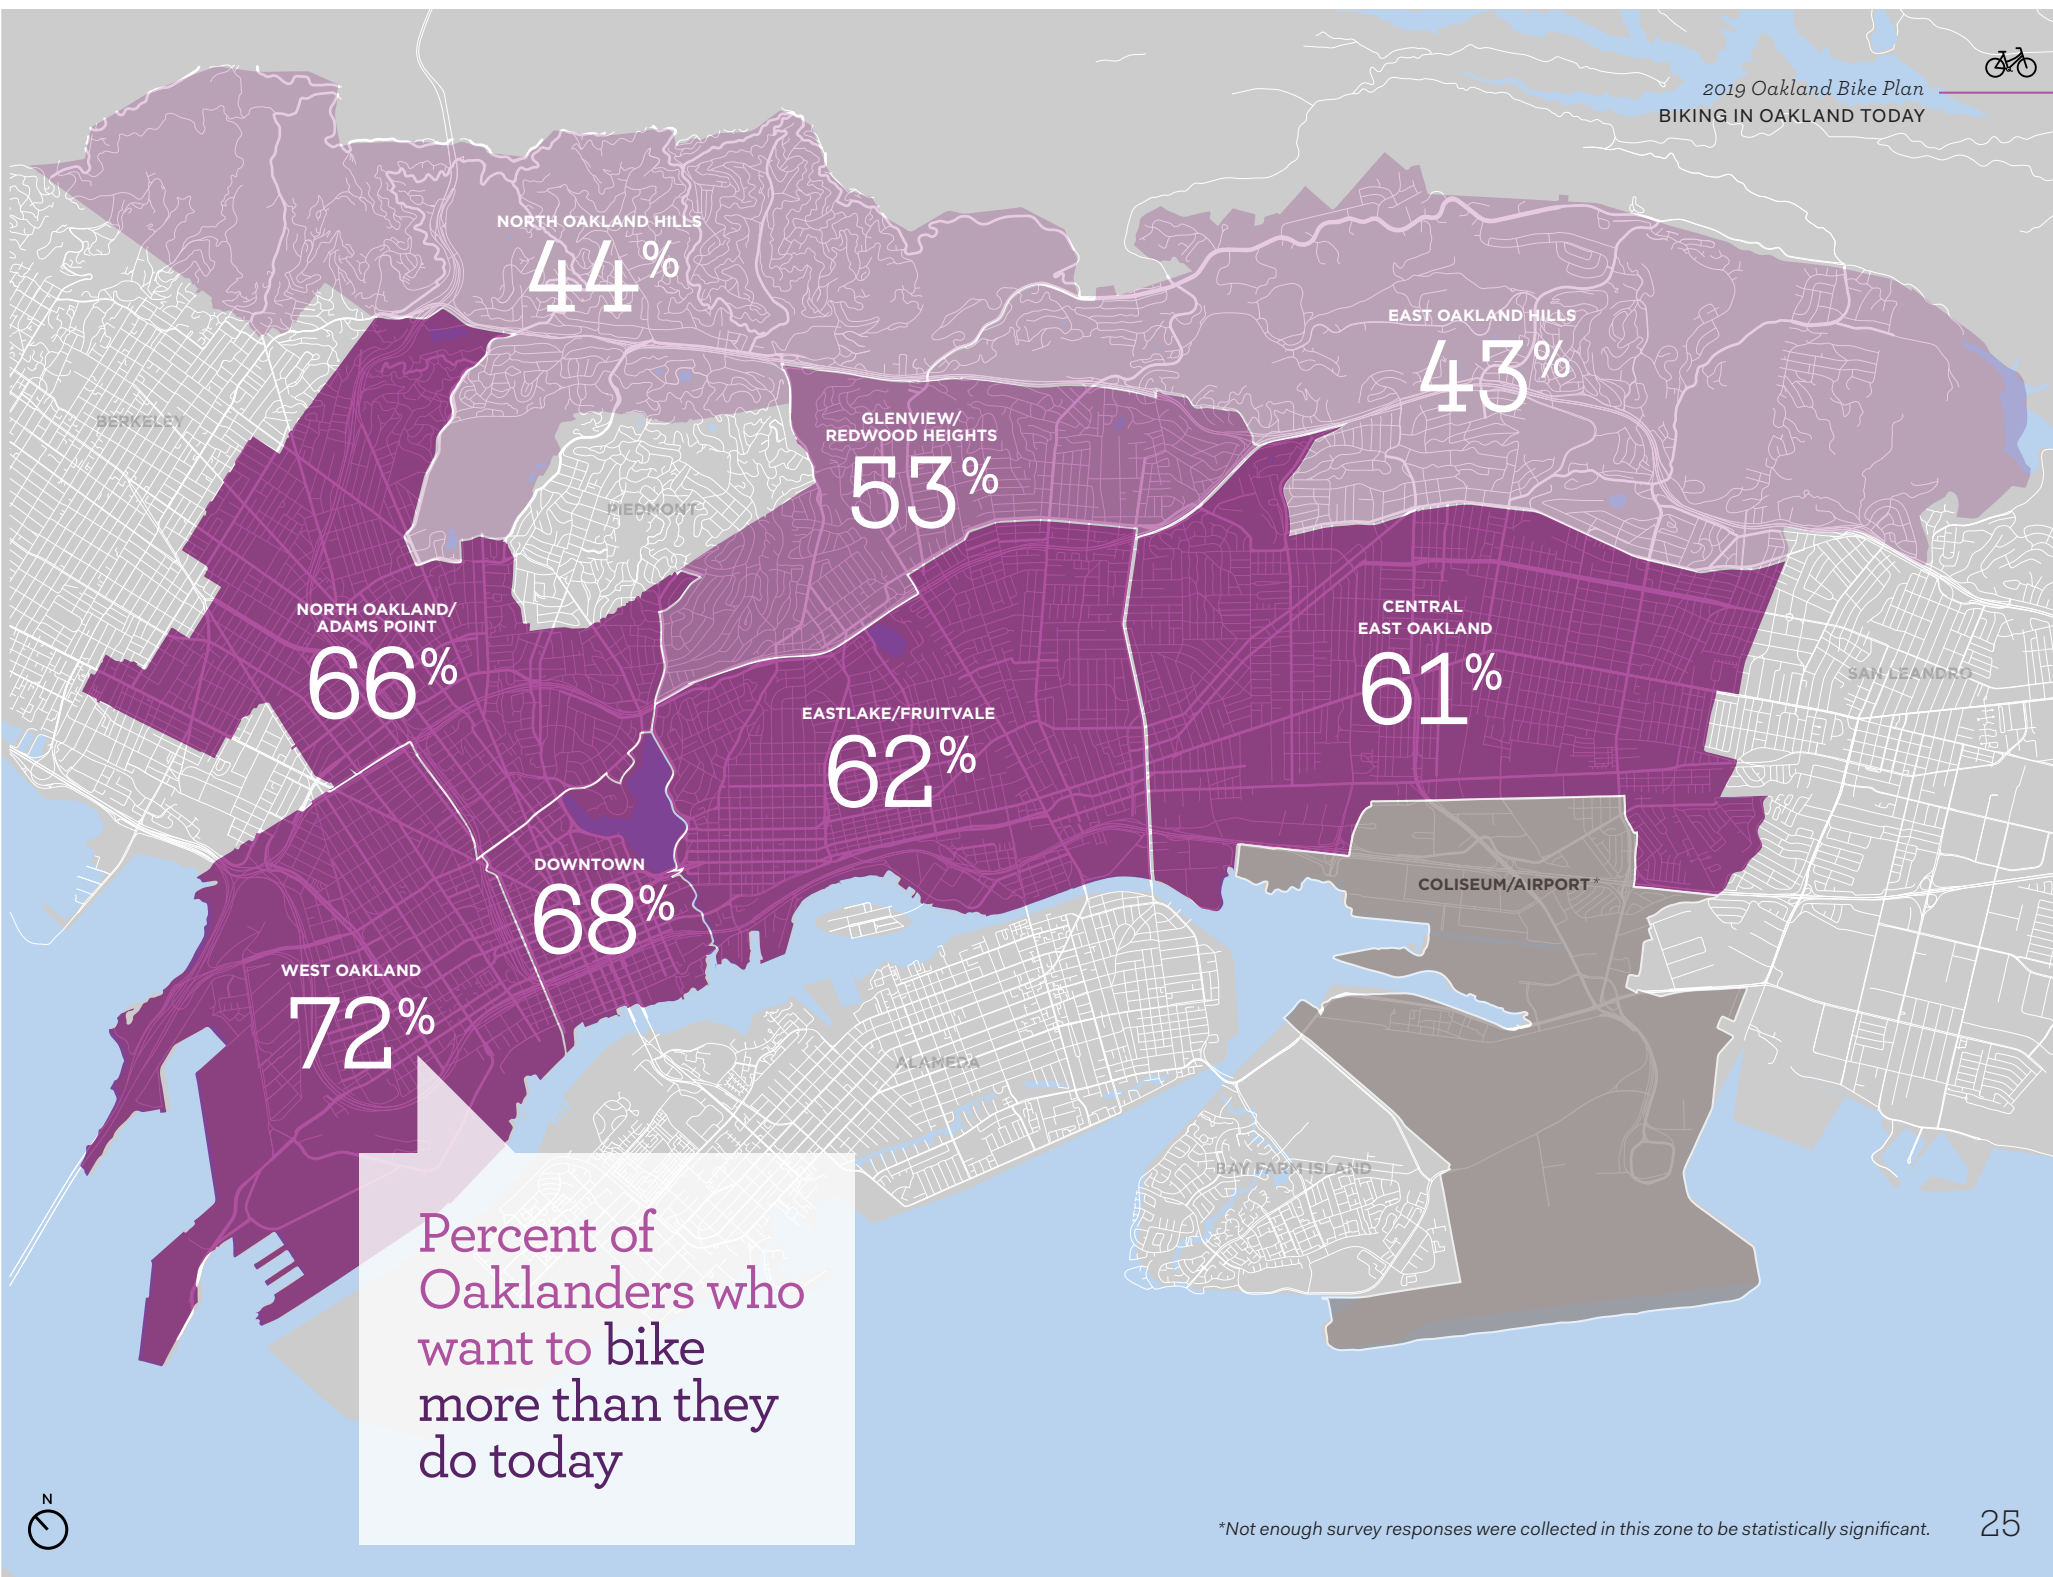 2019 Oakland Bike Plan
BIKING IN OAKLAND TODAY
NORTH OAKLAND HILLS
44%
EAST OAKLAND HILLS
43%
BERKELEY
GLENVIEW/
REDWOOD HEIGHTS
53%
PIEDMONT
NORTH OAKLAND/
ADAMS POINT
66%
CENTRAL
EAST OAKLAND
61%
SAN LEANDRO
EASTLAKE/FRUITVALE
62%
DOWNTOWN
68%
COLISEUM/AIRPORT*
WEST OAKLAND
72%
ALAMEDA
BAY FARM ISLAND
Percent of
Oaklanders who
want to bike
more than they
do today
N
*Not enough survey responses were collected in this zone to be statistically significant.
25